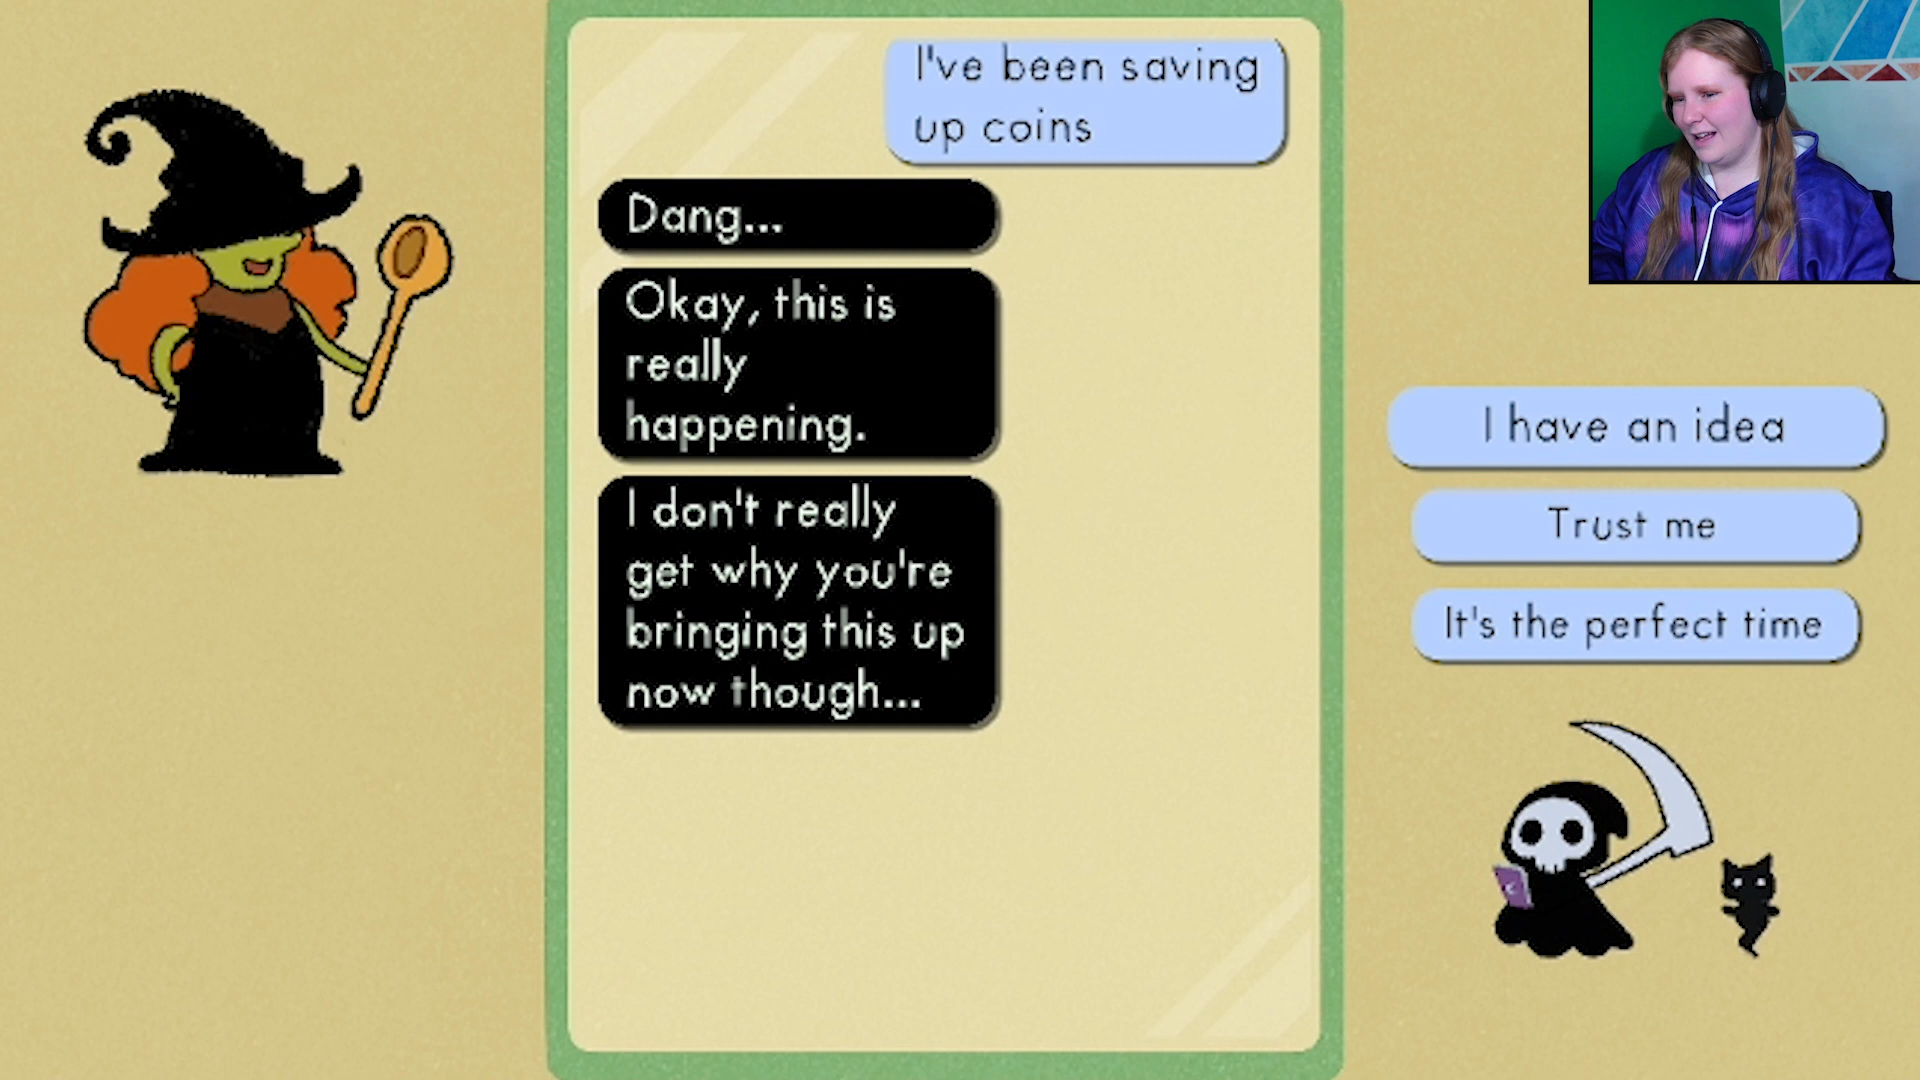 I've been saving
up coins
Dang...
Okay, this is
really
happening.
I don't really
get why you're
bringing this up
now though...
I have an idea
Trust me
It's the perfect time